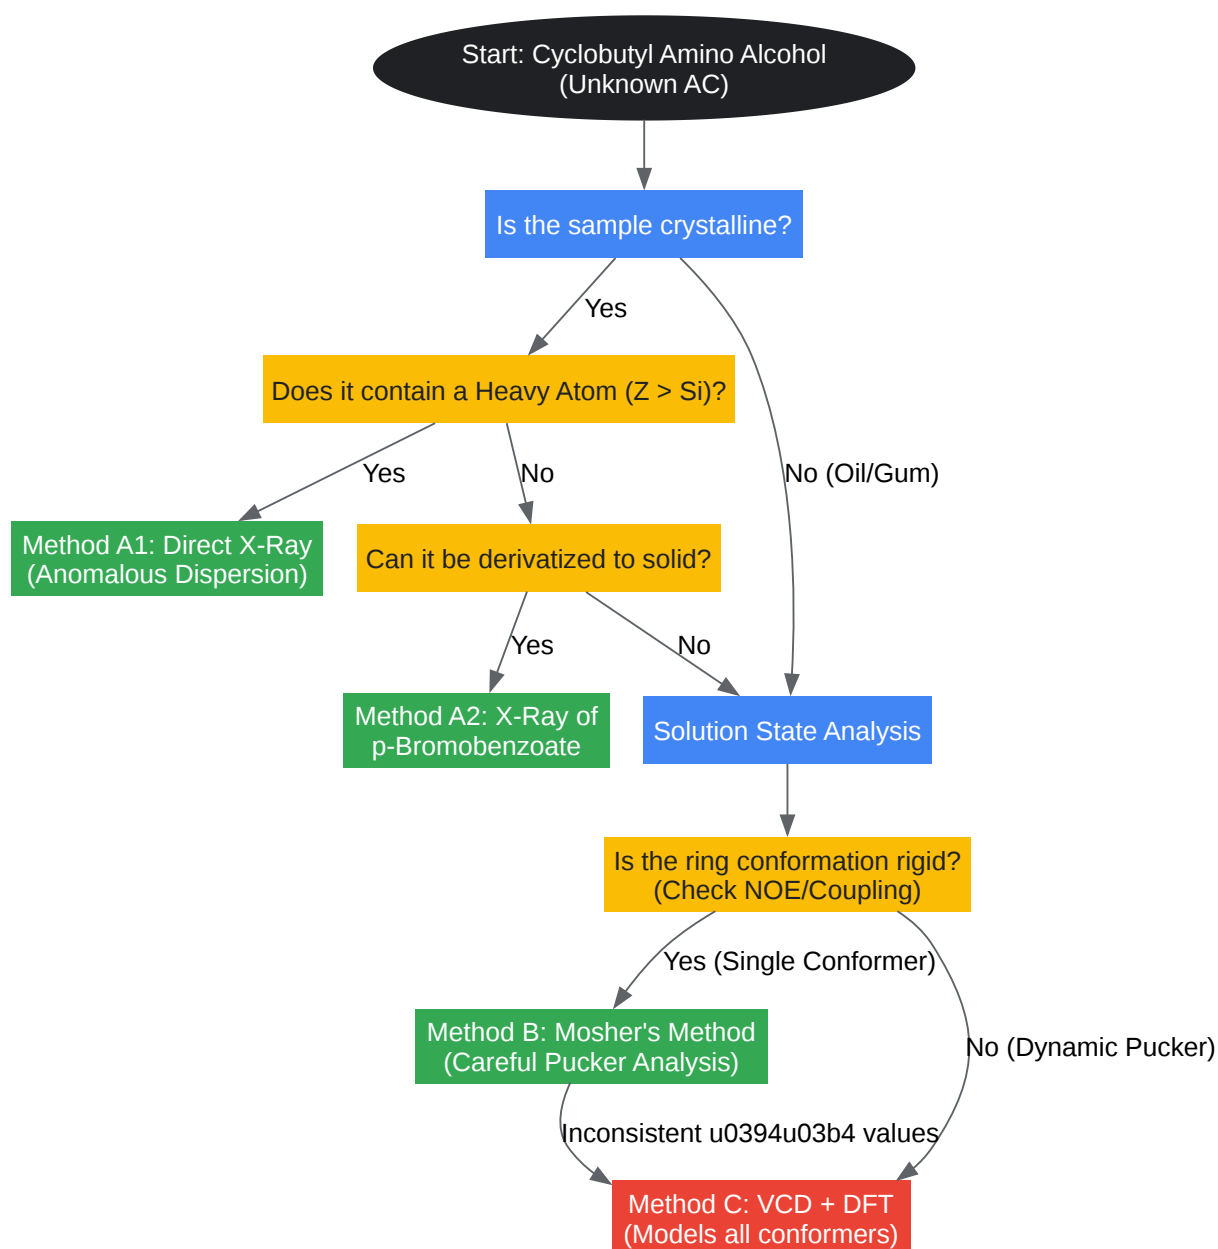 Start: Cyclobutyl Amino Alcohol
(Unknown AC)
Is the sample crystalline?
Yes
Does it contain a Heavy Atom (Z > Si)?
Yes
No
No (Oil/Gum)
Method A1: Direct X-Ray
(Anomalous Dispersion)
Can it be derivatized to solid?
Yes
No
Method A2: X-Ray of
p-Bromobenzoate
Solution State Analysis
Is the ring conformation rigid?
(Check NOE/Coupling)
Yes (Single Conformer)
No (Dynamic Pucker)
Method B: Mosher's Method
(Careful Pucker Analysis)
Inconsistent u0394u03b4 values
Method C: VCD + DFT
(Models all conformers)